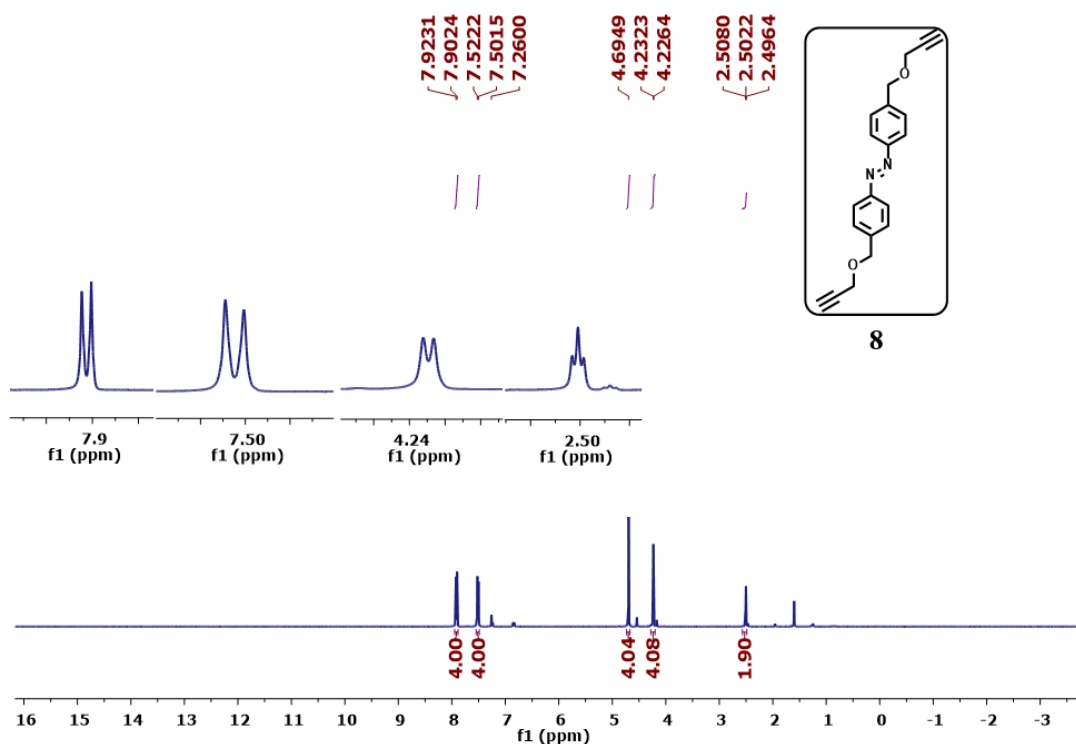 7.9231
7.9024
7.5222
7.5015
7.2600
4.6949
4.2323
4.2264
2.5080
2.5022
2.4964
O
N
N
O
8
7.9
f1 (ppm)
7.50
f1 (ppm)
4.24
f1 (ppm)
2.50
f1 (ppm)
4.00
4.00
4.04
4.08
1.90
16 15 14 13 12 11 10 9 8 7 6 5 4 3 2 1 0 -1 -2 -3
f1 (ppm)